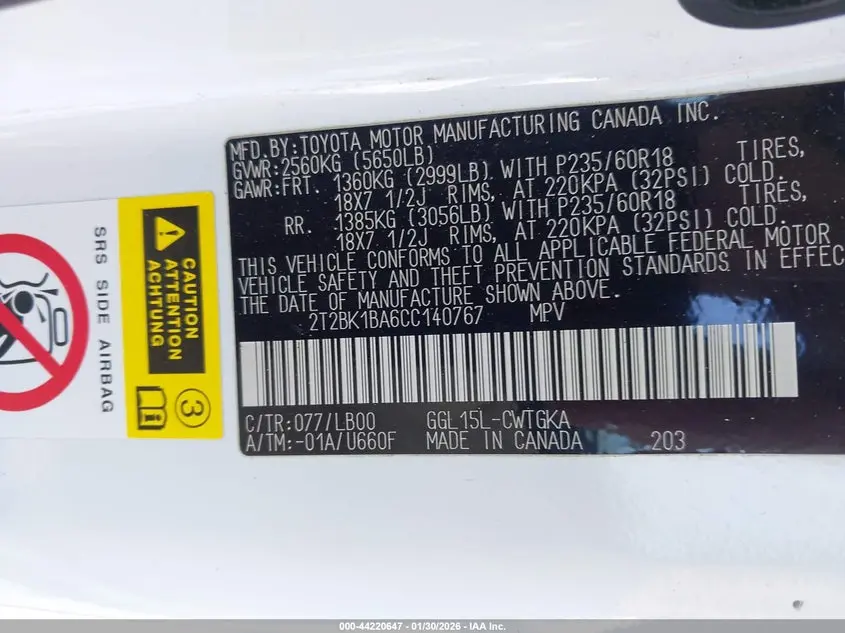 MFD.BY:TOYOTA MOTOR MANUFACTURING CANADA INC.
GVWR:2560KG (5650LB)
GAWR:FRT. 1360KG (2999LB) WITH P235/60R18 TIRES,
18X7 1/2J RIMS, AT 220KPA (32PSI) COLD.
RR. 1385KG (3056LB) WITH P235/60R18 TIRES,
18X7 1/2J RIMS, AT 220KPA (32PSI) COLD.
THIS VEHICLE CONFORMS TO ALL APPLICABLE FEDERAL MOTOR
VEHICLE SAFETY AND THEFT PREVENTION STANDARDS IN EFFEC
THE DATE OF MANUFACTURE SHOWN ABOVE.
2T2BK1BA6CC140767 MPV
C/TR:077/LB00 GGL15L-CWTGKA
A/TM:-01A/U660F MADE IN CANADA 203
SRS SIDE AIRBAG
CAUTION
ATTENTION
ACHTUNG
3
000-44220647 - 01/30/2026 - IAA Inc.